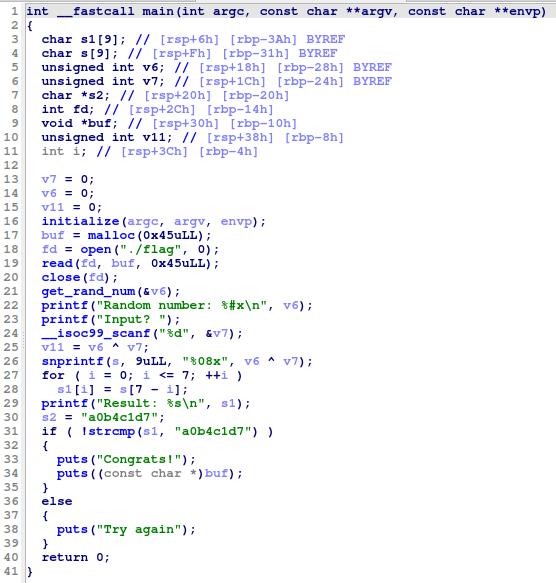 1 int __fastcall main(int argc, const char **argv, const char **envp)
2 {
3 char s1[9]; // [rsp+6h] [rbp-3Ah] BYREF
4 char s[9]; // [rsp+Fh] [rbp-31h] BYREF
5 unsigned int v6; // [rsp+18h] [rbp-28h] BYREF
6 unsigned int v7; // [rsp+1Ch] [rbp-24h] BYREF
7 char *s2; // [rsp+20h] [rbp-20h]
8 int fd; // [rsp+2Ch] [rbp-14h]
9 void *buf; // [rsp+30h] [rbp-10h]
10 unsigned int v11; // [rsp+38h] [rbp-8h]
11 int i; // [rsp+3Ch] [rbp-4h]
12
13 v7 = 0;
14 v6 = 0;
15 v11 = 0;
16 initialize(argc, argv, envp);
17 buf = malloc(0x45uLL);
18 fd = open("./flag", 0);
19 read(fd, buf, 0x45uLL);
20 close(fd);
21 get_rand_num(&v6);
22 printf("Random number: %#x\n", v6);
23 printf("Input? ");
24 __isoc99_scanf("%d", &v7);
25 v11 = v6 ^ v7;
26 snprintf(s, 9uLL, "%08x", v6 ^ v7);
27 for ( i = 0; i <= 7; ++i )
28 s1[i] = s[7 - i];
29 printf("Result: %s\n", s1);
30 s2 = "a0b4c1d7";
31 if ( !strcmp(s1, "a0b4c1d7") )
32 {
33 puts("Congrats!");
34 puts((const char *)buf);
35 }
36 else
37 {
38 puts("Try again");
39 }
40 return 0;
41 }